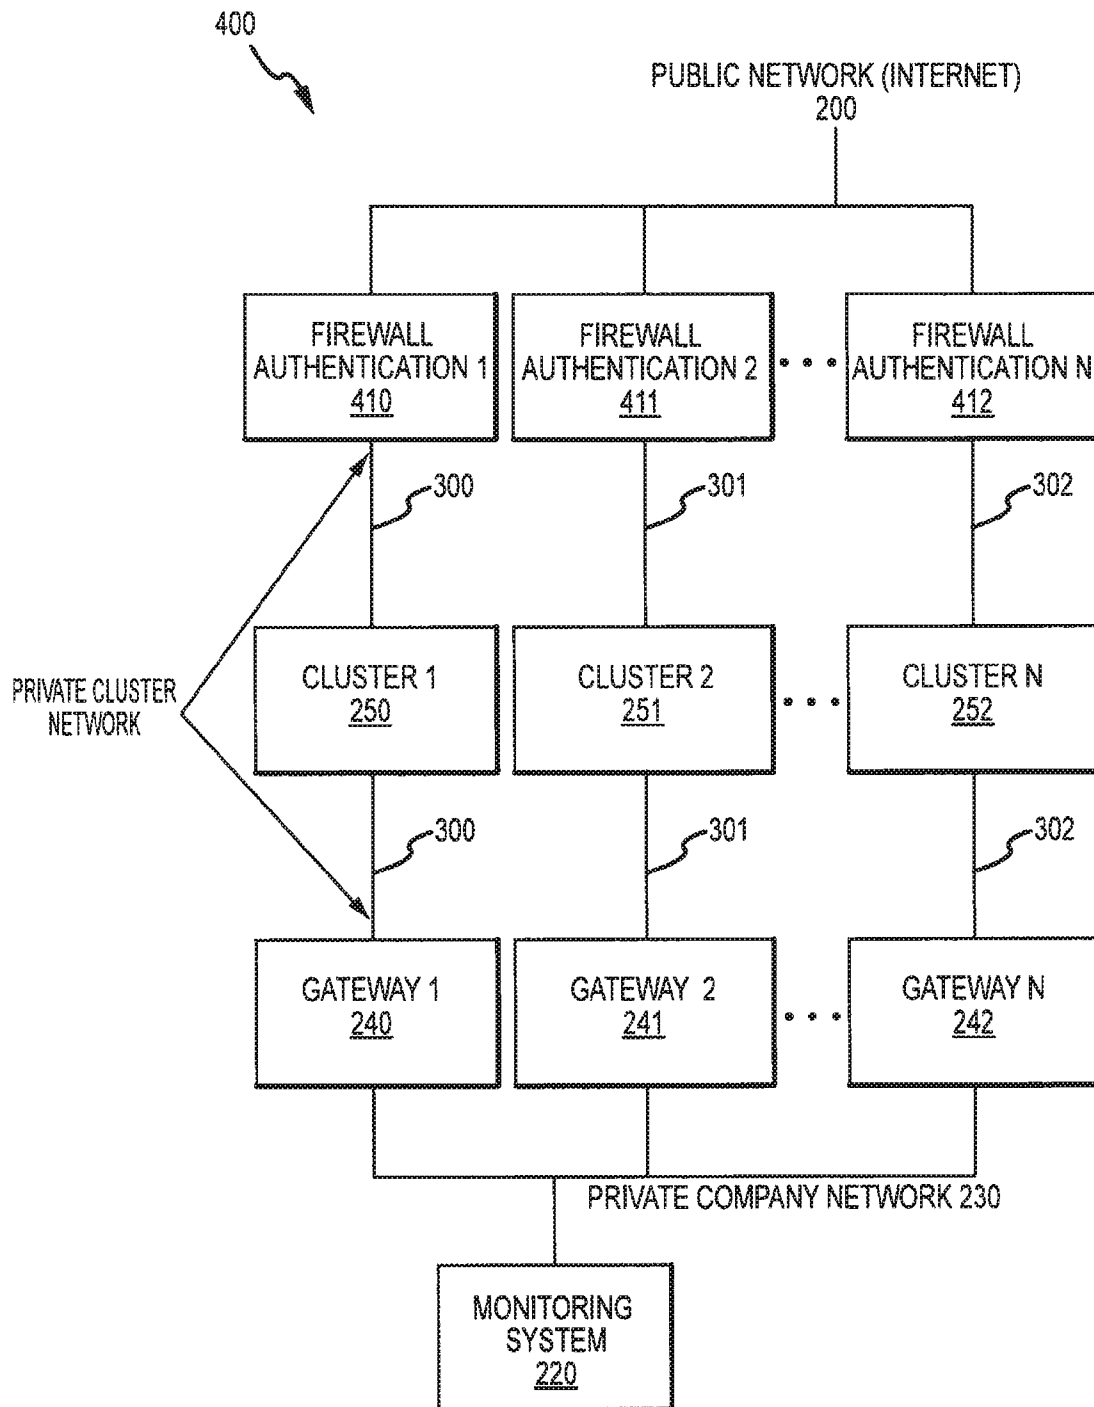 400
PUBLIC NETWORK (INTERNET)
200
FIREWALL
AUTHENTICATION 1
410
FIREWALL
AUTHENTICATION 2
411
FIREWALL
AUTHENTICATION N
412
300
301
302
PRIVATE CLUSTER
NETWORK
CLUSTER 1
250
CLUSTER 2
251
CLUSTER N
252
300
301
302
GATEWAY 1
240
GATEWAY 2
241
GATEWAY N
242
PRIVATE COMPANY NETWORK 230
MONITORING
SYSTEM
220